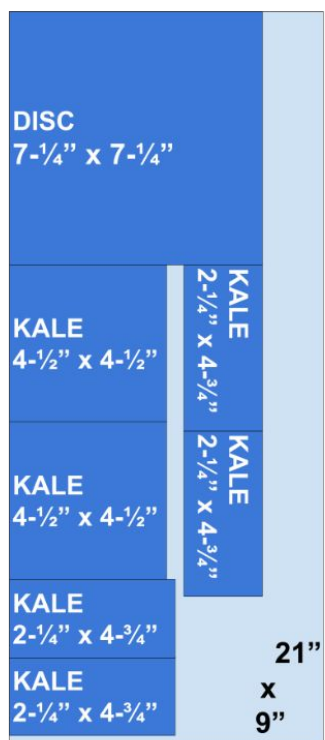 DISC
7-¼” x 7-¼”
KALE
4-½” x 4-½”
KALE
2-¼” x 4-¾”
KALE
4-½” x 4-½”
KALE
2-¼” x 4-¾”
KALE
2-¼” x 4-¾”
KALE
2-¼” x 4-¾”
21”
x
9”